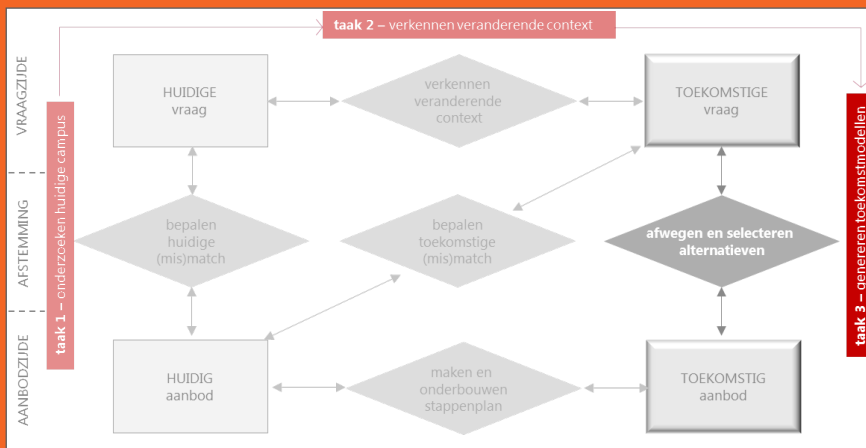 taak 2 – verkennen veranderende context
VRAAGZIJDE
AFSTEMMING
AANBODZIJDE
taak 1 – onderzoeken huidige campus
HUIDIGE
vraag
verkennen
veranderende
context
TOEKOMSTIGE
vraag
bepalen
huidige
(mis)match
bepalen
toekomstige
(mis)match
afwegen en selecteren
alternatieven
HUIDIG
aanbod
maken en
onderbouwen
stappenplan
TOEKOMSTIG
aanbod
taak 3 – genereren toekomstmodellen